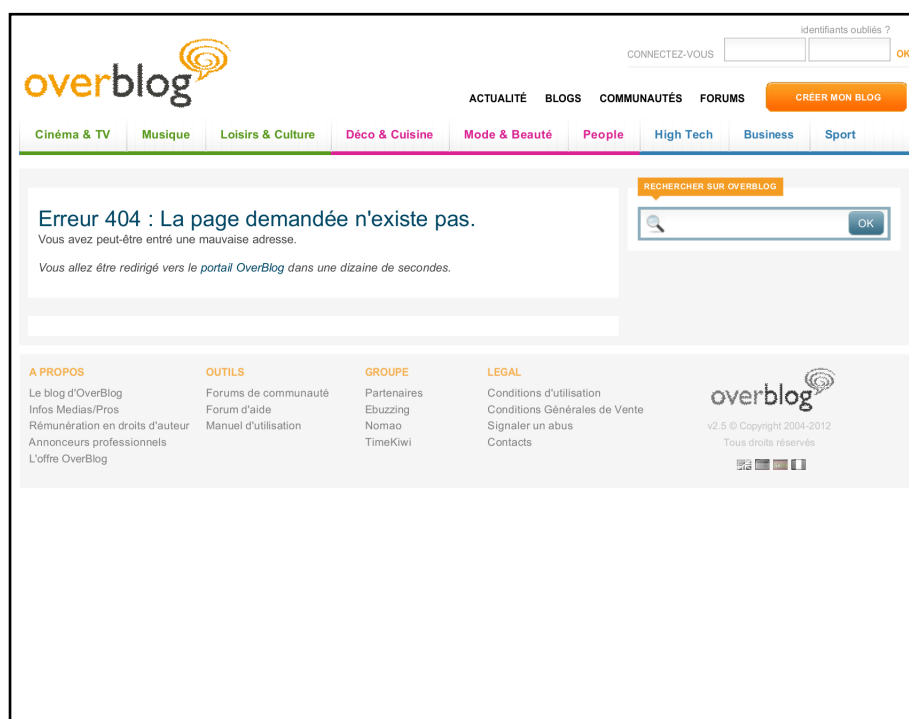 identifiants oubliés ?
CONNECTEZ-VOUS OK
overblog
ACTUALITÉ BLOGS COMMUNAUTÉS FORUMS CRÉER MON BLOG
Cinéma & TV Musique Loisirs & Culture Déco & Cuisine Mode & Beauté People High Tech Business Sport
RECHERCHER SUR OVERBLOG
OK
Erreur 404 : La page demandée n'existe pas.
Vous avez peut-être entré une mauvaise adresse.
Vous allez être redirigé vers le portail OverBlog dans une dizaine de secondes.
A PROPOS
Le blog d'OverBlog
Infos Medias/Pros
Rémunération en droits d'auteur
Annonceurs professionnels
L'offre OverBlog
OUTILS
Forums de communauté
Forum d'aide
Manuel d'utilisation
GROUPE
Partenaires
Ebuzzing
Nomao
TimeKiwi
LEGAL
Conditions d'utilisation
Conditions Générales de Vente
Signaler un abus
Contacts
overblog
v2.5 © Copyright 2004-2012
Tous droits réservés